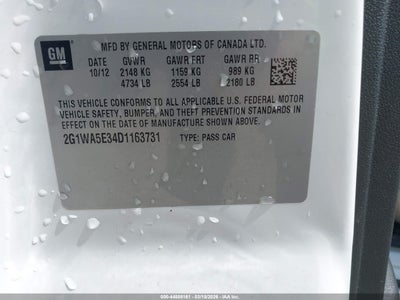 GM
MFD BY GENERAL MOTORS OF CANADA LTD.
DATE GVWR GAWR FRT GAWR RR
10/12 2148 KG 1159 KG 989 KG
4734 LB 2554 LB 2180 LB
THIS VEHICLE CONFORMS TO ALL APPLICABLE U.S. FEDERAL MOTOR
VEHICLE SAFETY, BUMPER, AND THEFT PREVENTION STANDARDS
IN EFFECT ON THE DATE OF MANUFACTURE SHOWN ABOVE.
2G1WA5E34D1163731 TYPE: PASS CAR